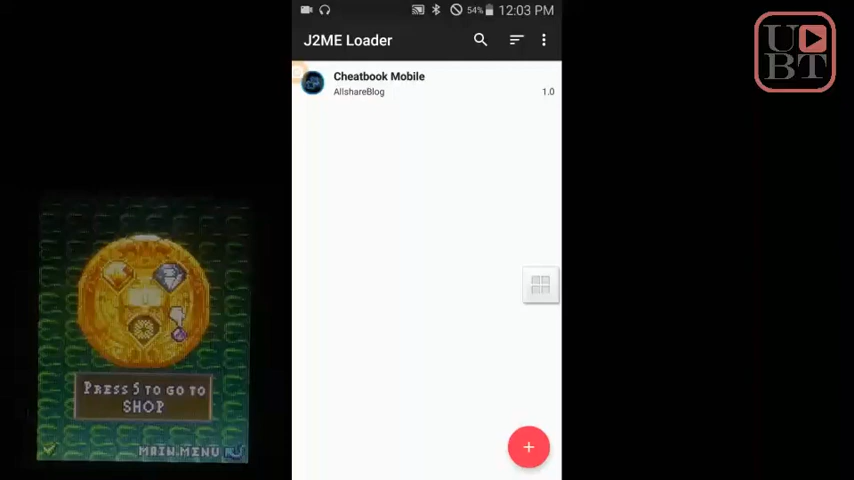 54% 12:03 PM
J2ME Loader
Cheatbook Mobile
AllshareBlog
1.0
+
U
BT
PRESS 5 TO GO TO
SHOP
MAIN MENU